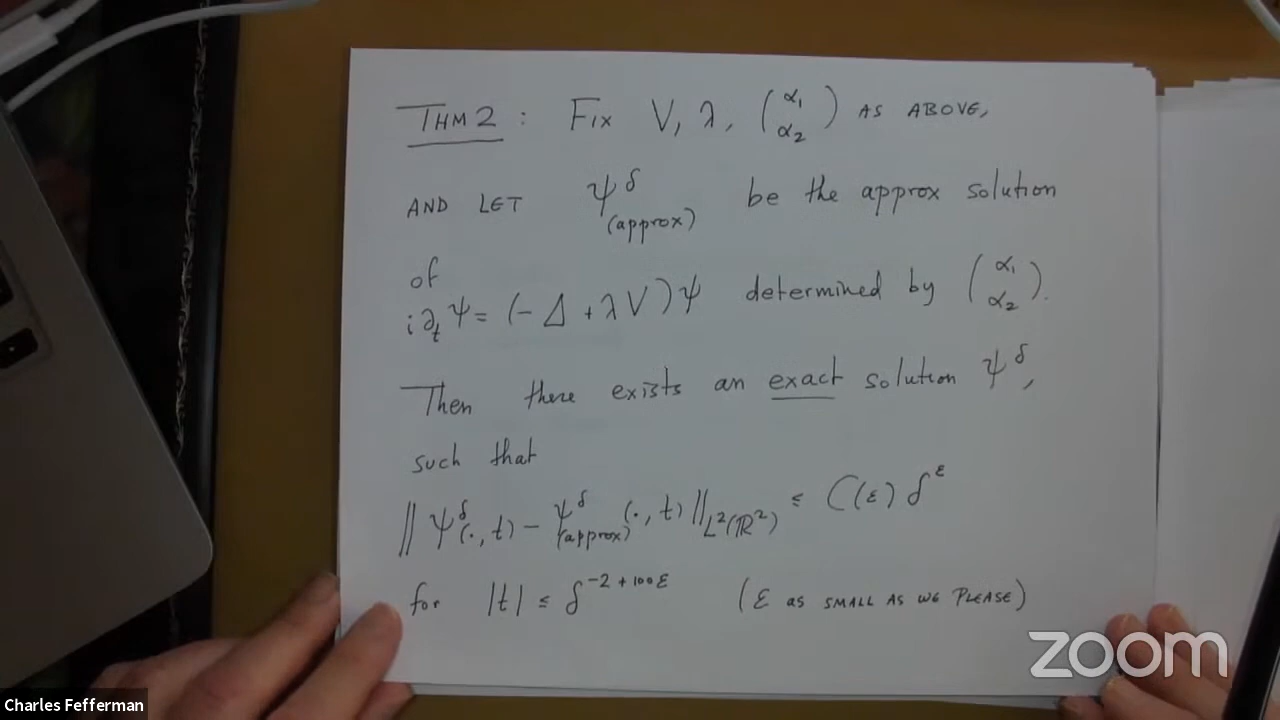 THM 2: FIX V, λ, (α₁ α₂) AS ABOVE,
AND LET ψ^δ_(approx) be the approx solution
of
i∂_t ψ = (-Δ + λV)ψ determined by (α₁ α₂).
Then there exists an exact solution ψ^δ,
such that
‖ψ^δ(·,t) - ψ^δ_(approx)(·,t)‖_L²(ℝ²) ≤ C(ε) δ^ε
for |t| ≤ δ^(-2+100ε) (ε AS SMALL AS WE PLEASE)
zoom
Charles Fefferman